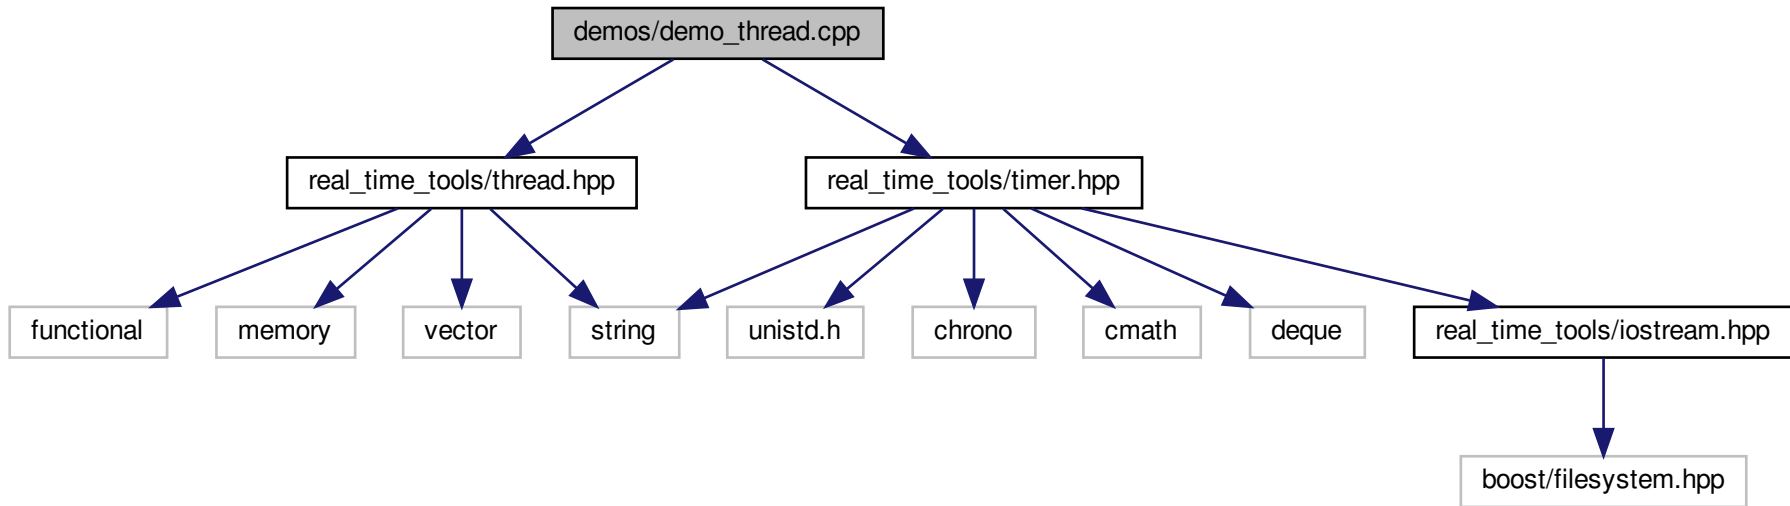 demos/demo_thread.cpp
real_time_tools/thread.hpp
real_time_tools/timer.hpp
functional
memory
vector
string
unistd.h
chrono
cmath
deque
real_time_tools/iostream.hpp
boost/filesystem.hpp